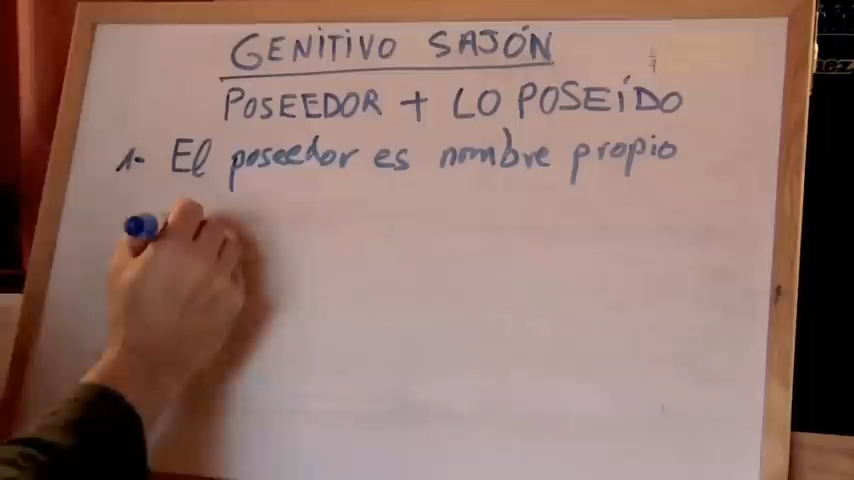 GENITIVO SAJÓN
POSEEDOR + LO POSEÍDO
1- El poseedor es nombre propio